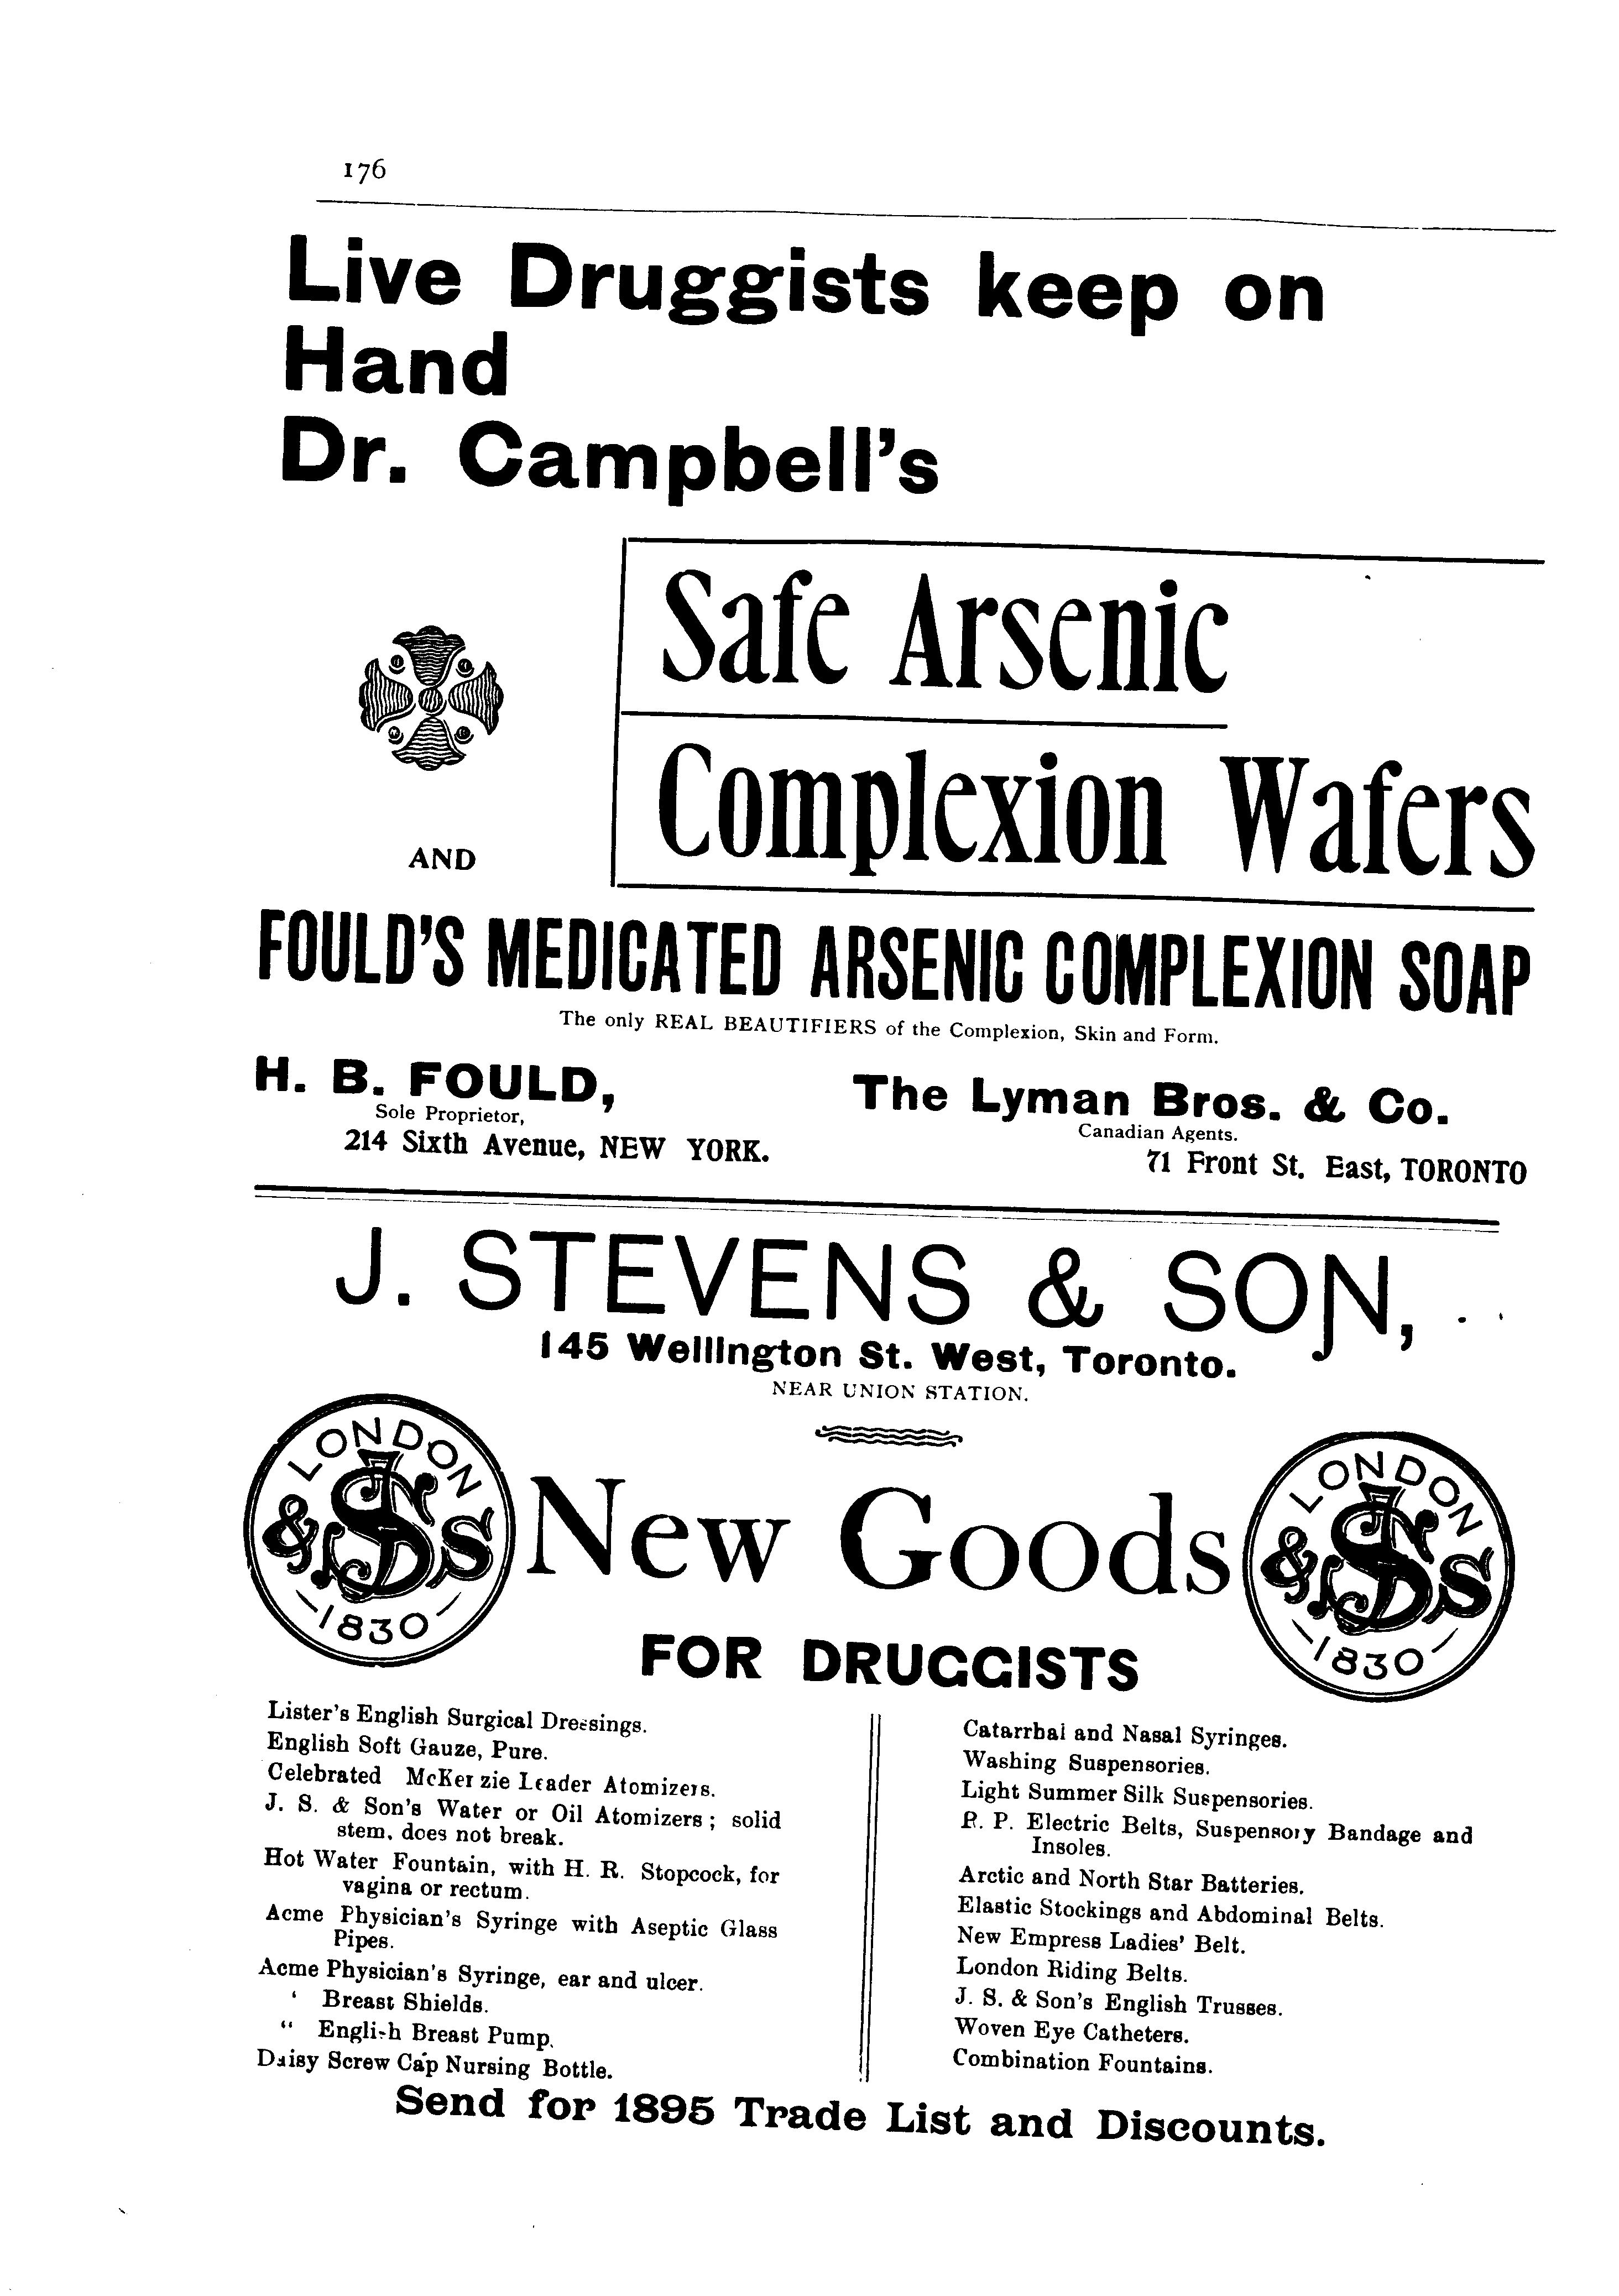 176
Live Druggists keep on
Hand
Dr. Campbell's
Safe Arsenic
Complexion Wafers
AND
FOULD'S MEDICATED ARSENIC COMPLEXION SOAP
The only REAL BEAUTIFIERS of the Complexion, Skin and Form.
H. B. FOULD,
Sole Proprietor,
214 Sixth Avenue, NEW YORK.
The Lyman Bros. & Co.
Canadian Agents.
71 Front St. East, TORONTO
J. STEVENS & SON,
145 Wellington St. West, Toronto.
NEAR UNION STATION.
LONDON
& S
1830
New Goods
LONDON
& S
1830
FOR DRUGGISTS
Lister's English Surgical Dressings.
English Soft Gauze, Pure.
Celebrated McKenzie Leader Atomizers.
J. S. & Son's Water or Oil Atomizers; solid
stem, does not break.
Hot Water Fountain, with H. R. Stopcock, for
vagina or rectum.
Acme Physician's Syringe with Aseptic Glass
Pipes.
Acme Physician's Syringe, ear and ulcer.
" Breast Shields.
" English Breast Pump.
Daisy Screw Cap Nursing Bottle.
Catarrhal and Nasal Syringes.
Washing Suspensories.
Light Summer Silk Suspensories.
P. P. Electric Belts, Suspensory Bandage and
Insoles.
Arctic and North Star Batteries.
Elastic Stockings and Abdominal Belts.
New Empress Ladies' Belt.
London Riding Belts.
J. S. & Son's English Trusses.
Woven Eye Catheters.
Combination Fountains.
Send for 1895 Trade List and Discounts.